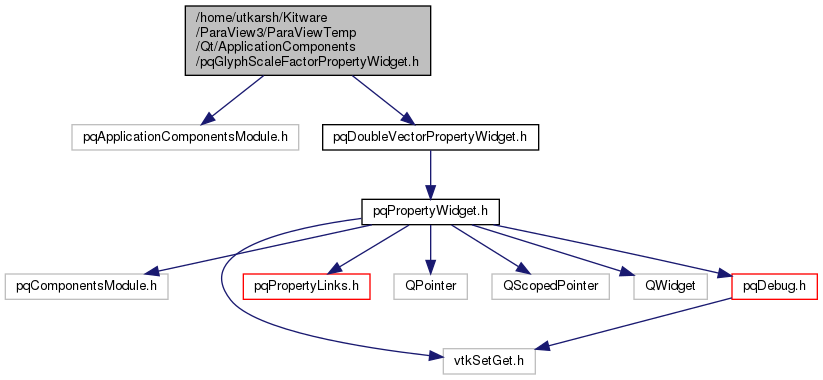 /home/utkarsh/Kitware
/ParaView3/ParaViewTemp
/Qt/ApplicationComponents
/pqGlyphScaleFactorPropertyWidget.h
pqApplicationComponentsModule.h
pqDoubleVectorPropertyWidget.h
pqPropertyWidget.h
pqComponentsModule.h
pqPropertyLinks.h
QPointer
QScopedPointer
QWidget
pqDebug.h
vtkSetGet.h